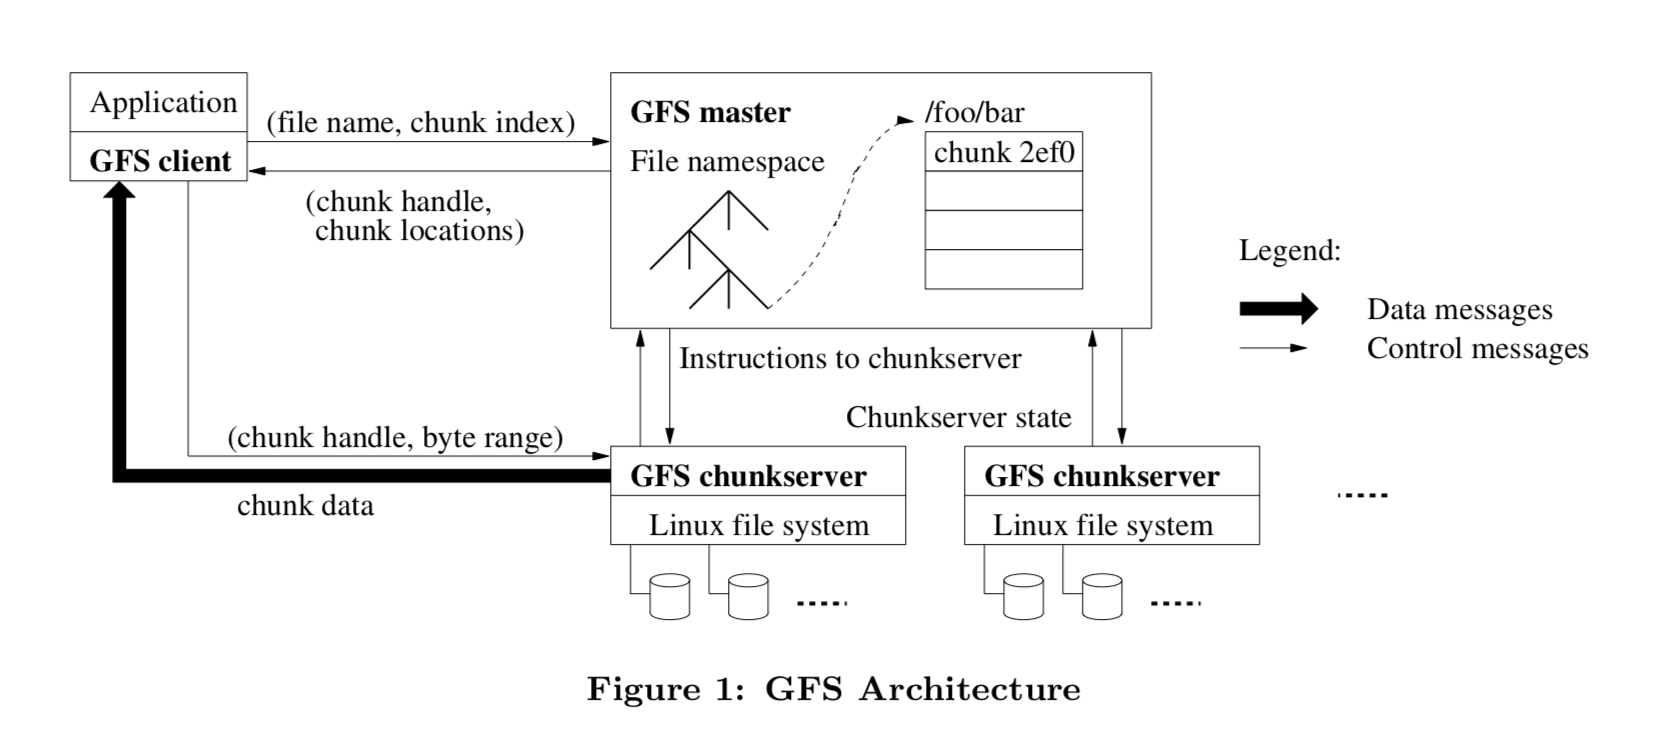 Application
GFS client
(file name, chunk index)
(chunk handle,
chunk locations)
GFS master
File namespace
/foo/bar
chunk 2ef0
Legend:
Data messages
Control messages
Instructions to chunkserver
Chunkserver state
(chunk handle, byte range)
chunk data
GFS chunkserver
Linux file system
GFS chunkserver
Linux file system
Figure 1: GFS Architecture